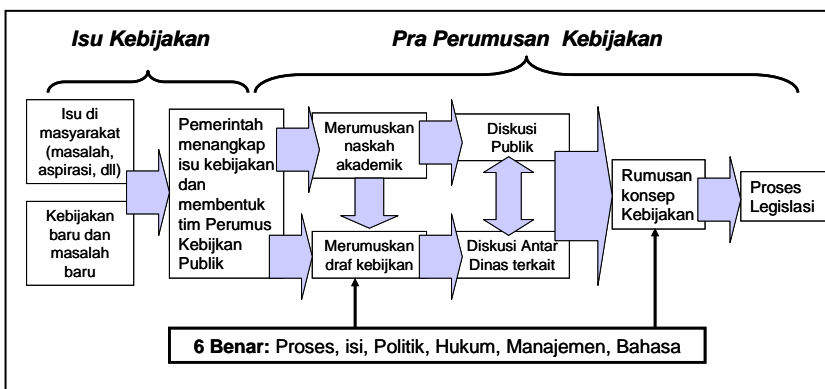 Isu Kebijakan
Pra Perumusan Kebijakan
Isu di
masyarakat
(masalah,
aspirasi, dll)
Kebijakan
baru dan
masalah
baru
Pemerintah
menangkap
isu kebijakan
dan
membentuk
tim Perumus
Kebijkan
Publik
Merumuskan
naskah
akademik
Merumuskan
draf kebijkan
Diskusi
Publik
Diskusi Antar
Dinas terkait
Rumusan
konsep
Kebijakan
Proses
Legislasi
6 Benar: Proses, isi, Politik, Hukum, Manajemen, Bahasa